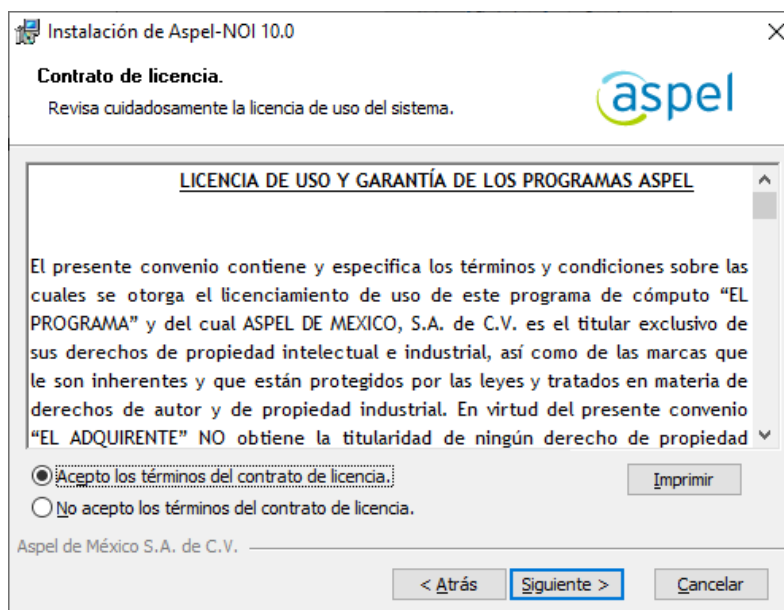 Instalación de Aspel-NOI 10.0
Contrato de licencia.
Revisa cuidadosamente la licencia de uso del sistema.
aspel
LICENCIA DE USO Y GARANTÍA DE LOS PROGRAMAS ASPEL
El presente convenio contiene y especifica los términos y condiciones sobre las
cuales se otorga el licenciamiento de uso de este programa de cómputo “EL
PROGRAMA” y del cual ASPEL DE MEXICO, S.A. de C.V. es el titular exclusivo de
sus derechos de propiedad intelectual e industrial, así como de las marcas que
le son inherentes y que están protegidos por las leyes y tratados en materia de
derechos de autor y de propiedad industrial. En virtud del presente convenio
“EL ADQUIRENTE” NO obtiene la titularidad de ningún derecho de propiedad
Acepto los términos del contrato de licencia.
Imprimir
No acepto los términos del contrato de licencia.
Aspel de México S.A. de C.V.
< Atrás Siguiente > Cancelar